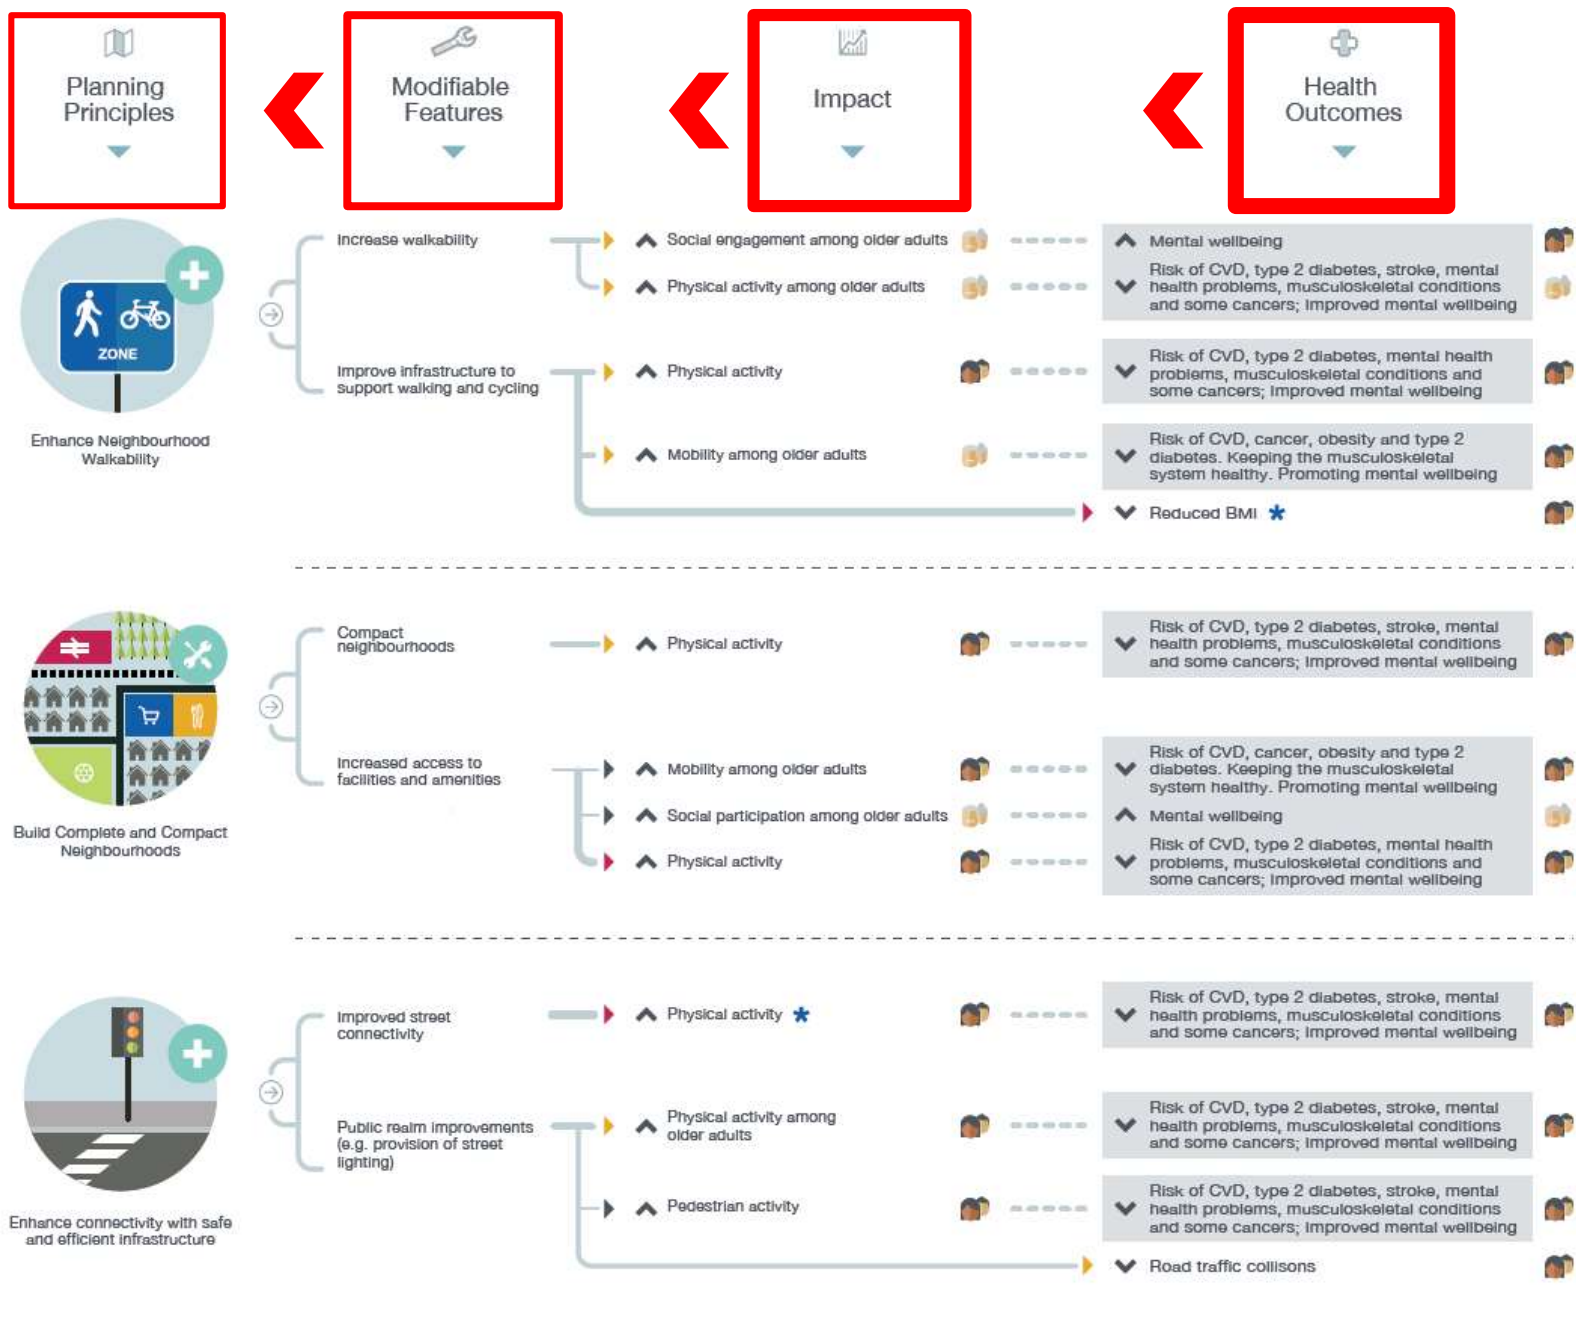 Planning
Principles
Modifiable
Features
Impact
Health
Outcomes
ZONE
Enhance Neighbourhood
Walkability
Increase walkability
Social engagement among older adults
Mental wellbeing
Physical activity among older adults
Risk of CVD, type 2 diabetes, stroke, mental
health problems, musculoskeletal conditions
and some cancers; Improved mental wellbeing
Improve infrastructure to
support walking and cycling
Physical activity
Risk of CVD, type 2 diabetes, mental health
problems, musculoskeletal conditions and
some cancers; Improved mental wellbeing
Mobility among older adults
Risk of CVD, cancer, obesity and type 2
diabetes. Keeping the musculoskeletal
system healthy. Promoting mental wellbeing
Reduced BMI *
Build Complete and Compact
Neighbourhoods
Compact
neighbourhoods
Physical activity
Risk of CVD, type 2 diabetes, stroke, mental
health problems, musculoskeletal conditions
and some cancers; Improved mental wellbeing
Increased access to
facilities and amenities
Mobility among older adults
Risk of CVD, cancer, obesity and type 2
diabetes. Keeping the musculoskeletal
system healthy. Promoting mental wellbeing
Social participation among older adults
Mental wellbeing
Physical activity
Risk of CVD, type 2 diabetes, mental health
problems, musculoskeletal conditions and
some cancers; Improved mental wellbeing
Enhance connectivity with safe
and efficient infrastructure
Improved street
connectivity
Physical activity *
Risk of CVD, type 2 diabetes, stroke, mental
health problems, musculoskeletal conditions
and some cancers; Improved mental wellbeing
Public realm improvements
(e.g. provision of street
lighting)
Physical activity among
older adults
Risk of CVD, type 2 diabetes, stroke, mental
health problems, musculoskeletal conditions
and some cancers; Improved mental wellbeing
Pedestrian activity
Risk of CVD, type 2 diabetes, stroke, mental
health problems, musculoskeletal conditions
and some cancers; Improved mental wellbeing
Road traffic collisons